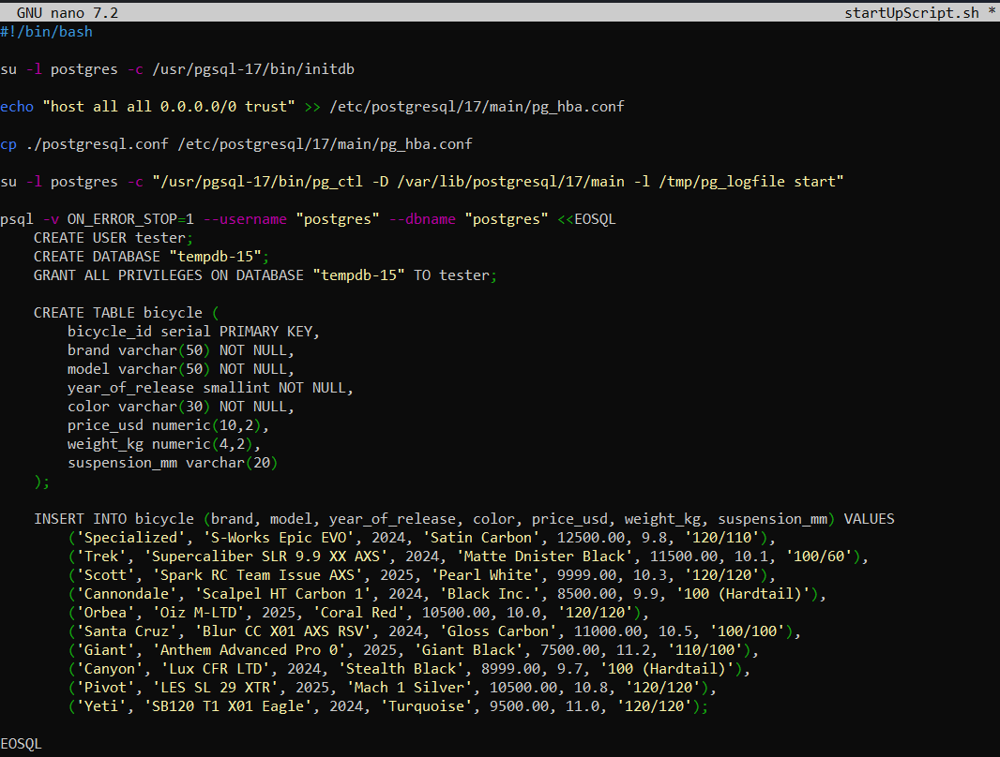 GNU nano 7.2 startUpScript.sh *
#!/bin/bash
su -l postgres -c /usr/pgsql-17/bin/initdb
echo "host all all 0.0.0.0/0 trust" >> /etc/postgresql/17/main/pg_hba.conf
cp ./postgresql.conf /etc/postgresql/17/main/pg_hba.conf
su -l postgres -c "/usr/pgsql-17/bin/pg_ctl -D /var/lib/postgresql/17/main -l /tmp/pg_logfile start"
psql -v ON_ERROR_STOP=1 --username "postgres" --dbname "postgres" <<EOSQL
    CREATE USER tester;
    CREATE DATABASE "tempdb-15";
    GRANT ALL PRIVILEGES ON DATABASE "tempdb-15" TO tester;
    CREATE TABLE bicycle (
        bicycle_id serial PRIMARY KEY,
        brand varchar(50) NOT NULL,
        model varchar(50) NOT NULL,
        year_of_release smallint NOT NULL,
        color varchar(30) NOT NULL,
        price_usd numeric(10,2),
        weight_kg numeric(4,2),
        suspension_mm varchar(20)
    );
    INSERT INTO bicycle (brand, model, year_of_release, color, price_usd, weight_kg, suspension_mm) VALUES
        ('Specialized', 'S-Works Epic EVO', 2024, 'Satin Carbon', 12500.00, 9.8, '120/110'),
        ('Trek', 'Supercaliber SLR 9.9 XX AXS', 2024, 'Matte Dnister Black', 11500.00, 10.1, '100/60'),
        ('Scott', 'Spark RC Team Issue AXS', 2025, 'Pearl White', 9999.00, 10.3, '120/120'),
        ('Cannondale', 'Scalpel HT Carbon 1', 2024, 'Black Inc.', 8500.00, 9.9, '100 (Hardtail)'),
        ('Orbea', 'Oiz M-LTD', 2025, 'Coral Red', 10500.00, 10.0, '120/120'),
        ('Santa Cruz', 'Blur CC X01 AXS RSV', 2024, 'Gloss Carbon', 11000.00, 10.5, '100/100'),
        ('Giant', 'Anthem Advanced Pro 0', 2025, 'Giant Black', 7500.00, 11.2, '110/100'),
        ('Canyon', 'Lux CFR LTD', 2024, 'Stealth Black', 8999.00, 9.7, '100 (Hardtail)'),
        ('Pivot', 'LES SL 29 XTR', 2025, 'Mach 1 Silver', 10500.00, 10.8, '120/120'),
        ('Yeti', 'SB120 T1 X01 Eagle', 2024, 'Turquoise', 9500.00, 11.0, '120/120');
EOSQL